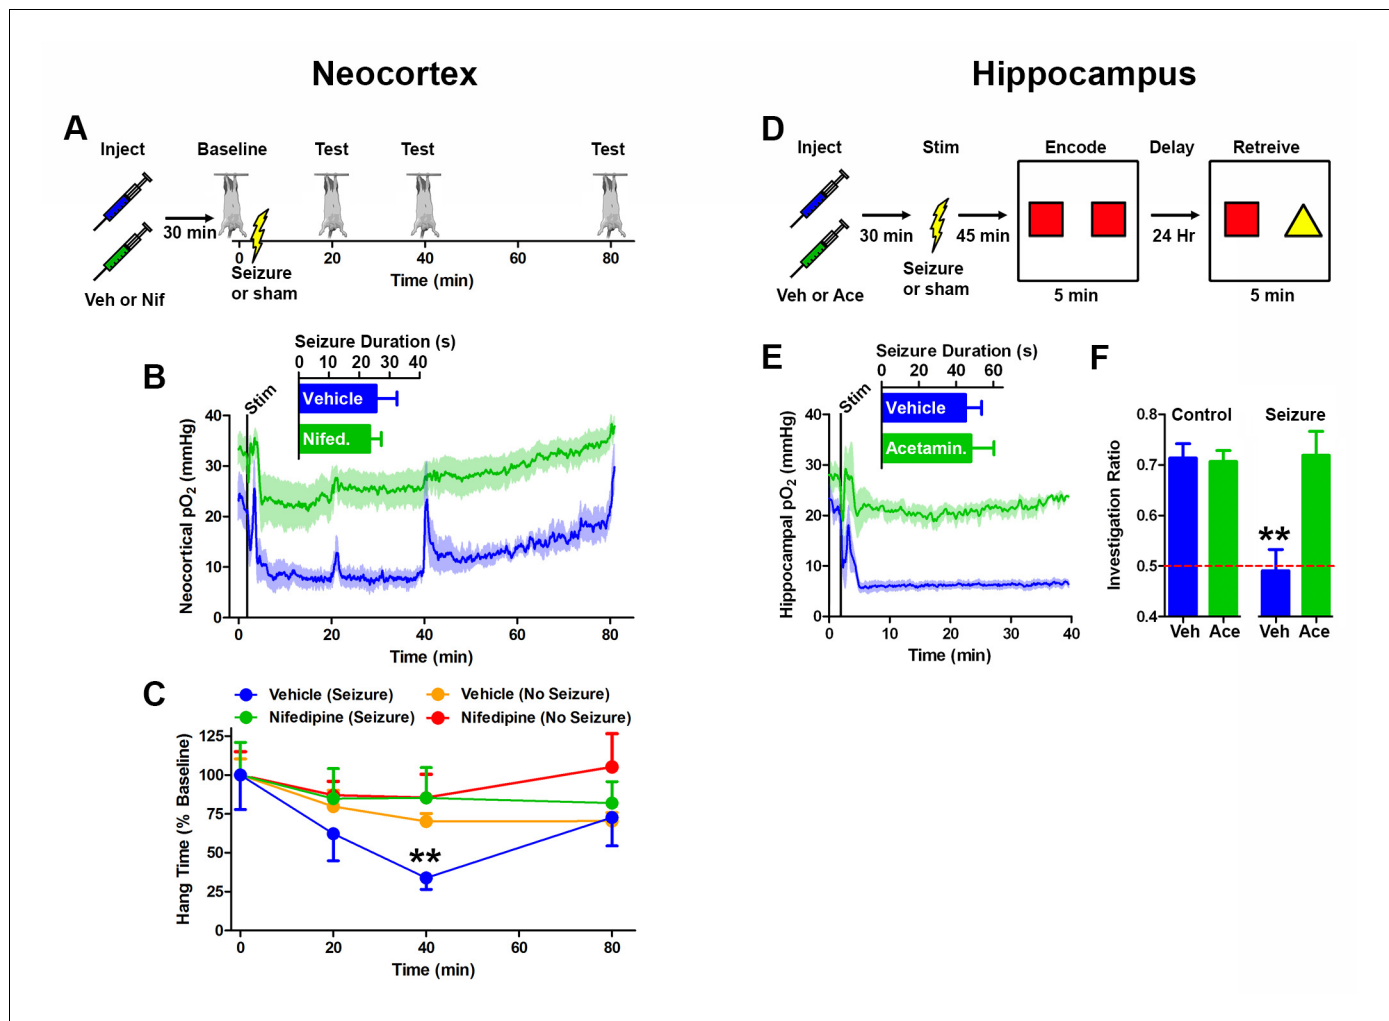 Neocortex
Hippocampus
A
Inject
Baseline
Test
Test
Test
30 min
0 20 40 60 80
Time (min)
Seizure
or sham
Veh or Nif
D
Inject
Stim
Encode
Delay
Retreive
30 min
45 min
24 Hr
Seizure
or sham
Veh or Ace
5 min
5 min
B
Seizure Duration (s)
0 10 20 30 40
Vehicle
Nifed.
Stim
Neocortical pO2 (mmHg)
40
30
20
10
0
0 20 40 60 80
Time (min)
E
Seizure Duration (s)
0 20 40 60
Vehicle
Acetamin.
Stim
Hippocampal pO2 (mmHg)
40
30
20
10
0
0 10 20 30 40
Time (min)
F
Control
Seizure
Investigation Ratio
0.8
0.7
0.6
0.5
0.4
**
Veh Ace Veh Ace
C
Vehicle (Seizure)
Vehicle (No Seizure)
Nifedipine (Seizure)
Nifedipine (No Seizure)
Hang Time (% Baseline)
125
100
75
50
25
0
**
0 20 40 60 80
Time (min)